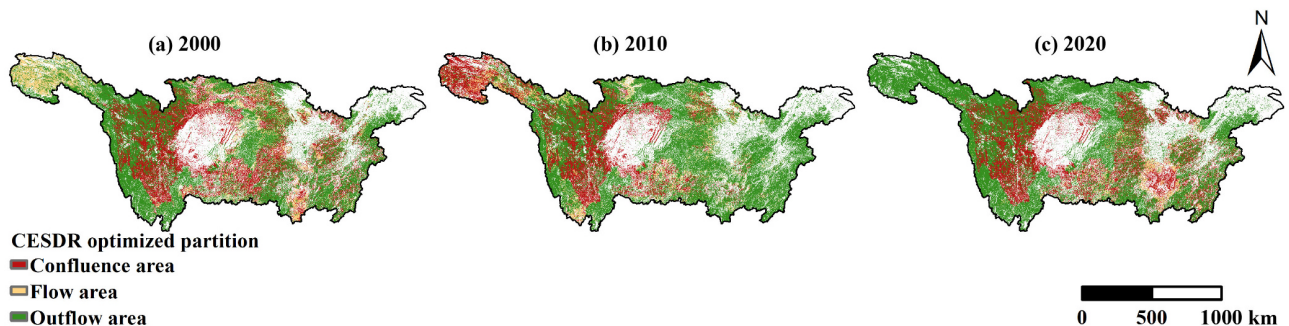 (a) 2000
(b) 2010
(c) 2020
N
CESDR optimized partition
Confluence area
Flow area
Outflow area
0 500 1000 km